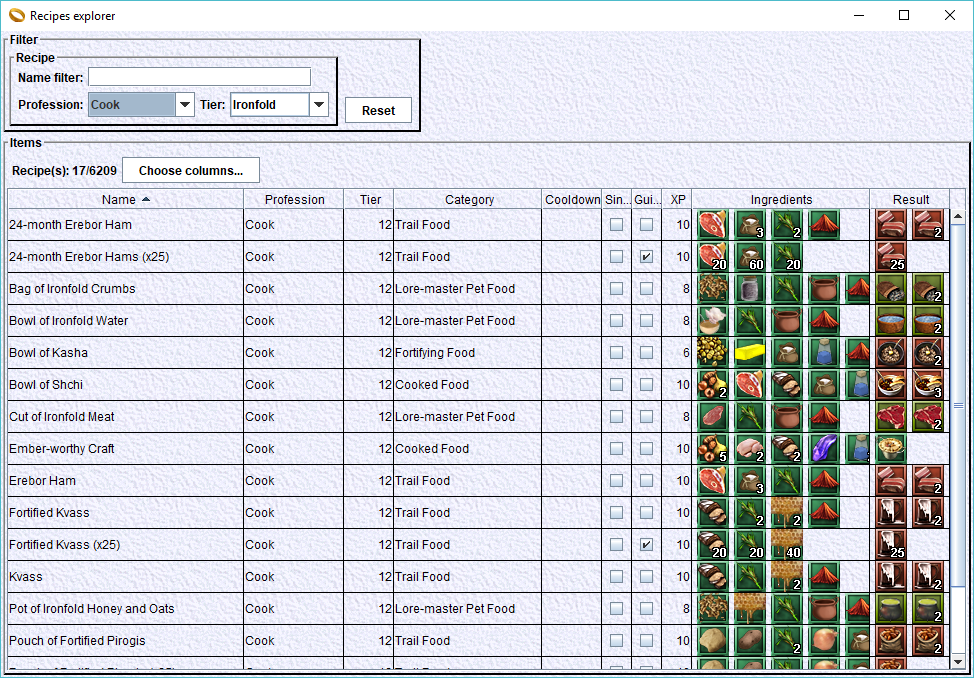 Recipes explorer
Filter
Recipe
Name filter:
Profession: Cook Tier: Ironfold
Reset
Items
Recipe(s): 17/6209 Choose columns...
Name Profession Tier Category Cooldown Sin... Gui... XP Ingredients Result
24-month Erebor Ham Cook 12 Trail Food 10 3 2 2
24-month Erebor Hams (x25) Cook 12 Trail Food 10 20 60 20 25
Bag of Ironfold Crumbs Cook 12 Lore-master Pet Food 8 2
Bowl of Ironfold Water Cook 12 Lore-master Pet Food 8 2
Bowl of Kasha Cook 12 Fortifying Food 6 2
Bowl of Shchi Cook 12 Cooked Food 10 2 3
Cut of Ironfold Meat Cook 12 Lore-master Pet Food 8 2
Ember-worthy Craft Cook 12 Cooked Food 10 5 2 2
Erebor Ham Cook 12 Trail Food 10 3 2
Fortified Kvass Cook 12 Trail Food 10 2 2 2
Fortified Kvass (x25) Cook 12 Trail Food 10 20 20 40 25
Kvass Cook 12 Trail Food 10 2 2
Pot of Ironfold Honey and Oats Cook 12 Lore-master Pet Food 8 2
Pouch of Fortified Pirogis Cook 12 Trail Food 10 2 2